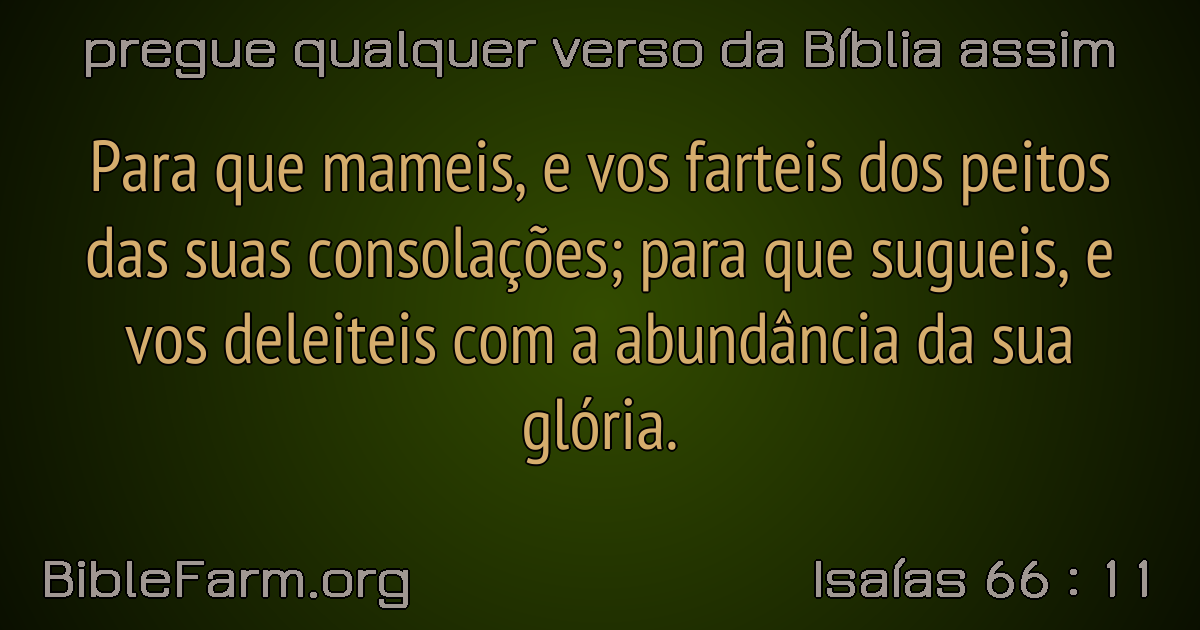 pregue qualquer verso da Bíblia assim
Para que mameis, e vos farteis dos peitos
das suas consolações; para que sugueis, e
vos deleiteis com a abundância da sua
glória.
BibleFarm.org
Isaías 66 : 11